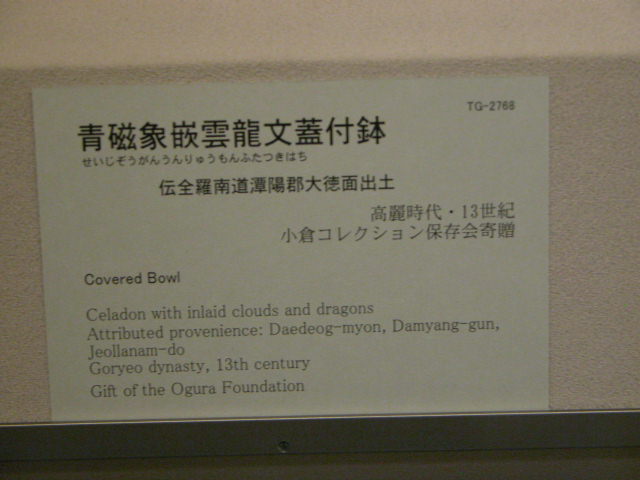 TG-2768
青磁象嵌雲龍文蓋付鉢
せいじぞうがんうんりゅうもんふたつきはち
伝全羅南道潭陽郡大徳面出土
高麗時代・13世紀
小倉コレクション保存会寄贈
Covered Bowl
Celadon with inlaid clouds and dragons
Attributed provenience: Daedeog-myon, Damyang-gun,
Jeollanam-do
Goryeo dynasty, 13th century
Gift of the Ogura Foundation